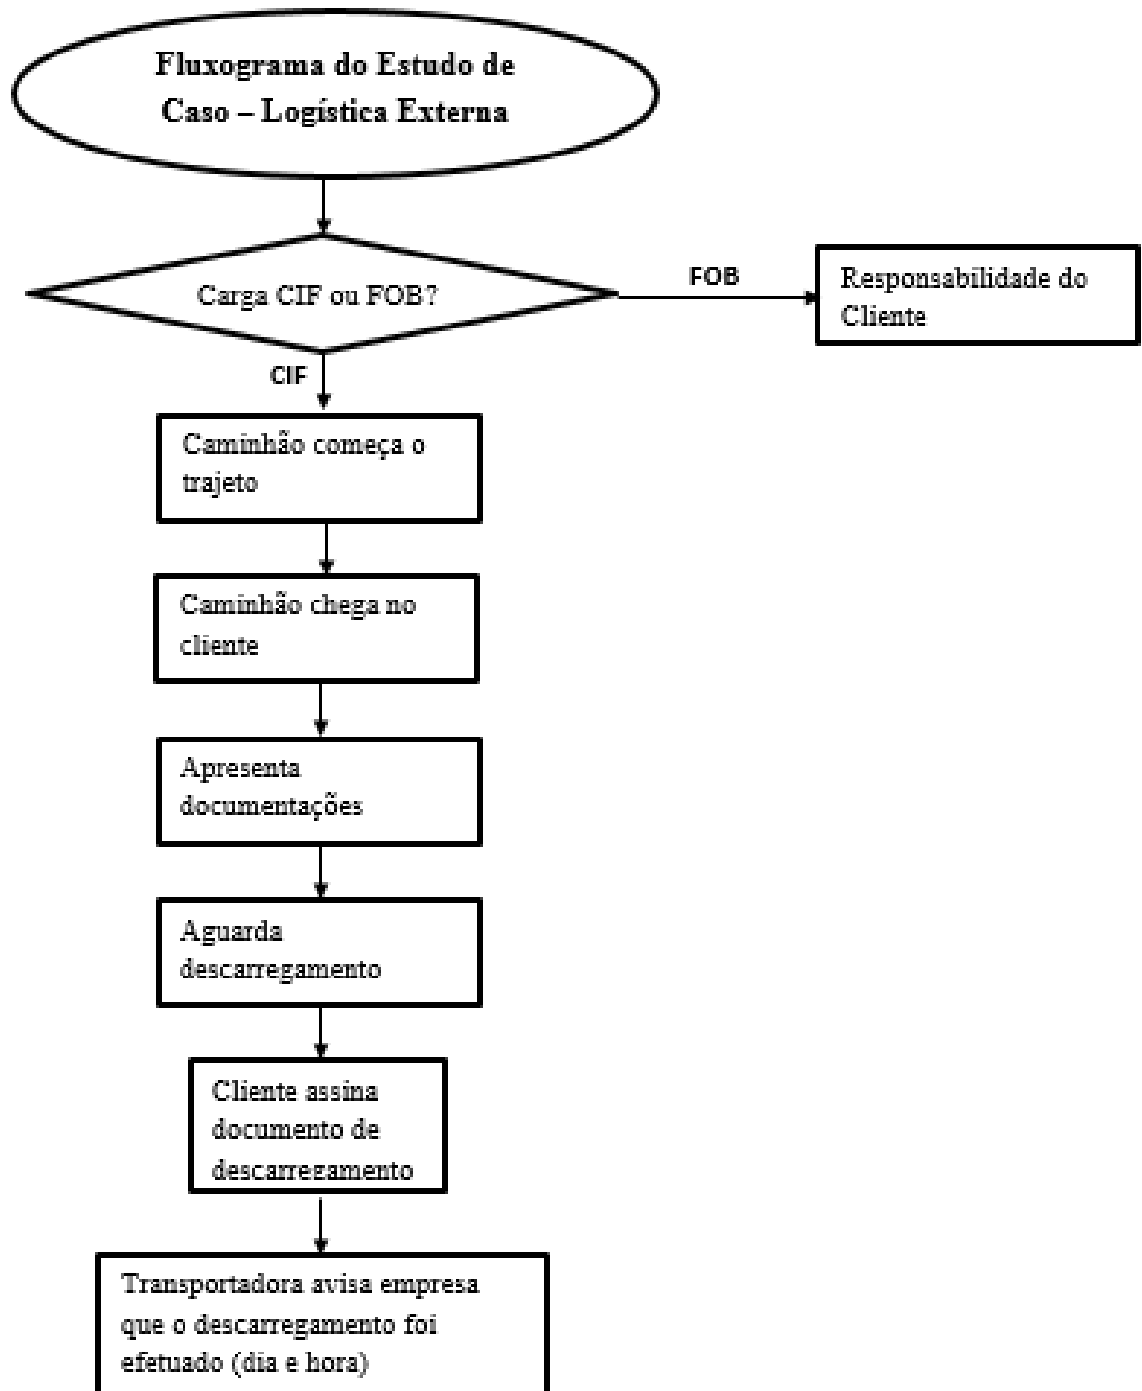 Fluxograma do Estudo de
Caso – Logística Externa
Carga CIF ou FOB?
FOB
Responsabilidade do
Cliente
CIF
Caminhão começa o
trajeto
Caminhão chega no
cliente
Apresenta
documentações
Aguarda
descarregamento
Cliente assina
documento de
descarregamento
Transportadora avisa empresa
que o descarregamento foi
efetuado (dia e hora)